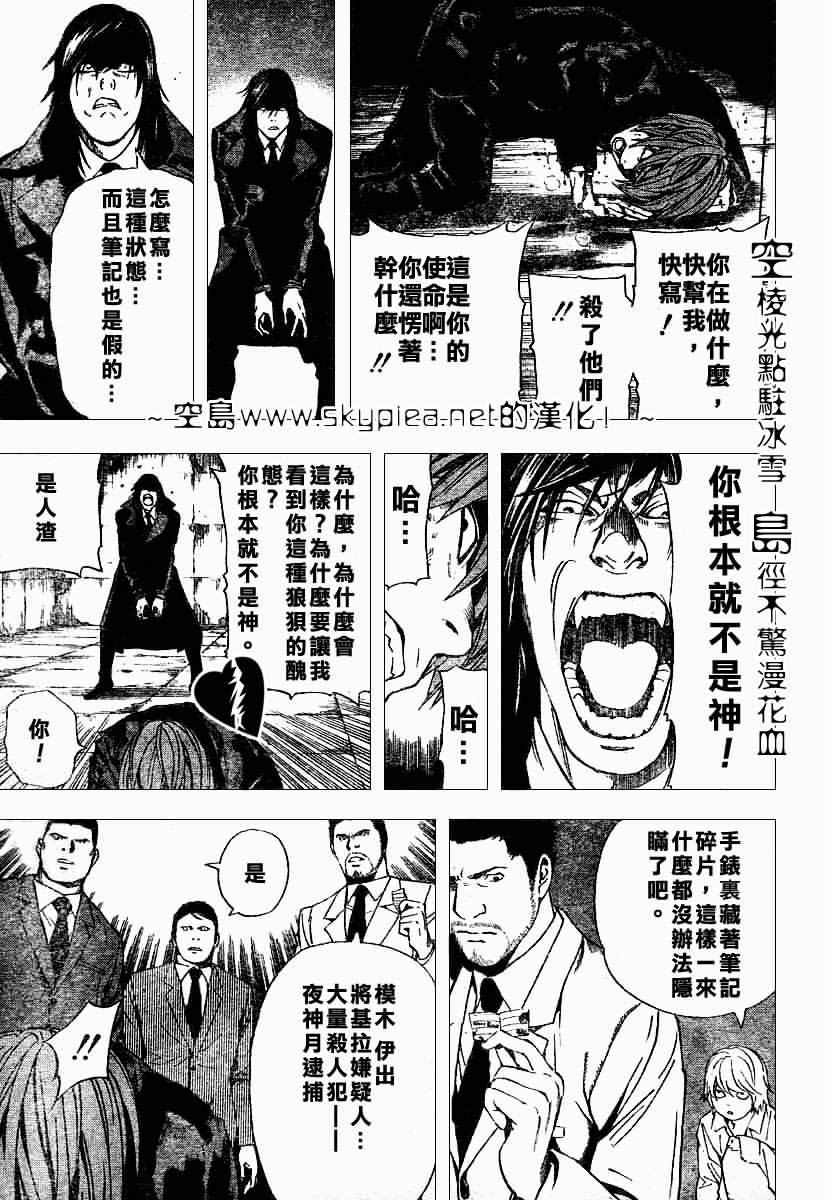 你在做什麼，
快幫我，
快寫！
殺了他們
!!
這是你的
使命啊…
你還愣著
幹什麼
!!
怎麼寫…
這種狀態…
而且筆記也是假的…
~空島www.skypiea.net的漢化！~
空棱光點駐冰雪—島徑不驚漫花血
你根本就不是神！
哈…
哈…
為什麼，為什麼會
這樣？為什麼要讓我
看到你這種狼狽的醜
態？
你根本就不是神。
是人渣
你！
手錶裏藏著筆記
碎片，這樣一來
什麼都沒辦法隱
瞞了吧。
是
模木 伊出
將基拉嫌疑人…
大量殺人犯——
夜神月逮捕
!!